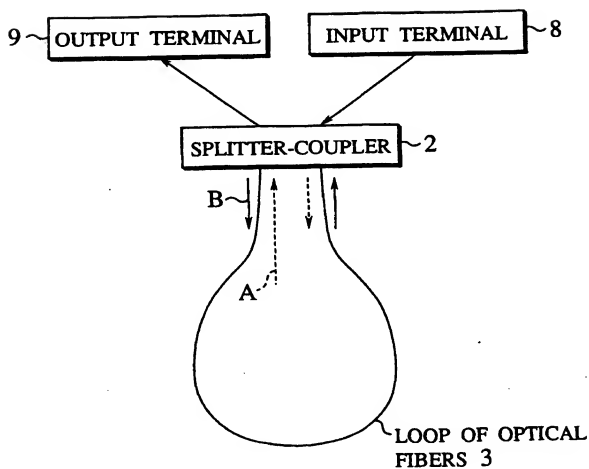 9 OUTPUT TERMINAL
INPUT TERMINAL 8
SPLITTER-COUPLER 2
B
A
LOOP OF OPTICAL
FIBERS 3